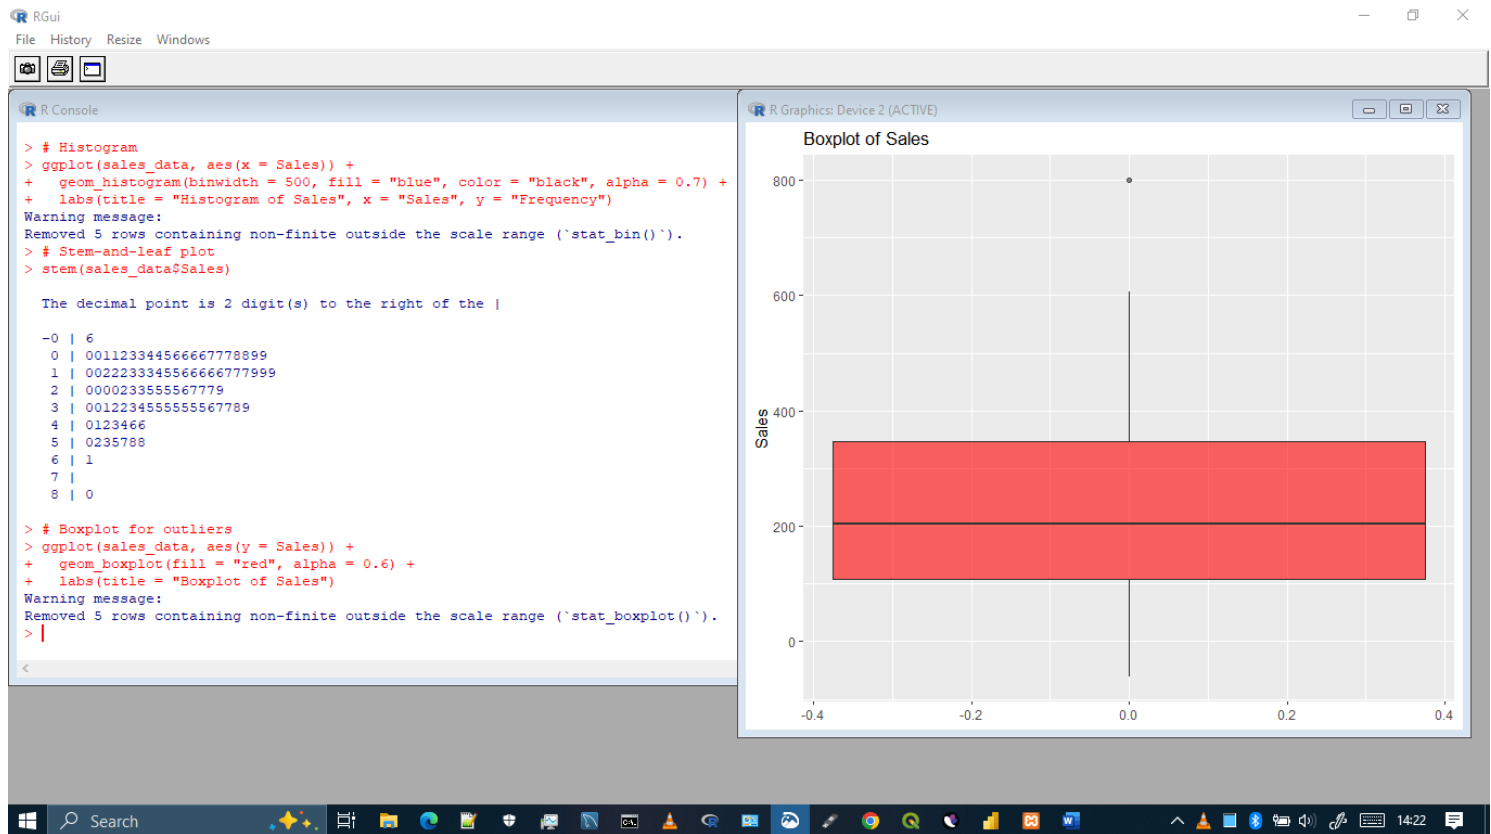 RGui
File History Resize Windows
R Console
> # Histogram
> ggplot(sales_data, aes(x = Sales)) +
+   geom_histogram(binwidth = 500, fill = "blue", color = "black", alpha = 0.7) +
+   labs(title = "Histogram of Sales", x = "Sales", y = "Frequency")
Warning message:
Removed 5 rows containing non-finite outside the scale range (`stat_bin()`).
> # Stem-and-leaf plot
> stem(sales_data$Sales)
The decimal point is 2 digit(s) to the right of the |
-0 | 6
0 | 001123344566667778899
1 | 0022233345566666777999
2 | 0000233555567779
3 | 0012234555555567789
4 | 0123466
5 | 0235788
6 | 1
7 |
8 | 0
> # Boxplot for outliers
> ggplot(sales_data, aes(y = Sales)) +
+   geom_boxplot(fill = "red", alpha = 0.6) +
+   labs(title = "Boxplot of Sales")
Warning message:
Removed 5 rows containing non-finite outside the scale range (`stat_boxplot()`).
>
R Graphics: Device 2 (ACTIVE)
Boxplot of Sales
800
600
400
200
0
Sales
-0.4 -0.2 0.0 0.2 0.4
Search
14:22